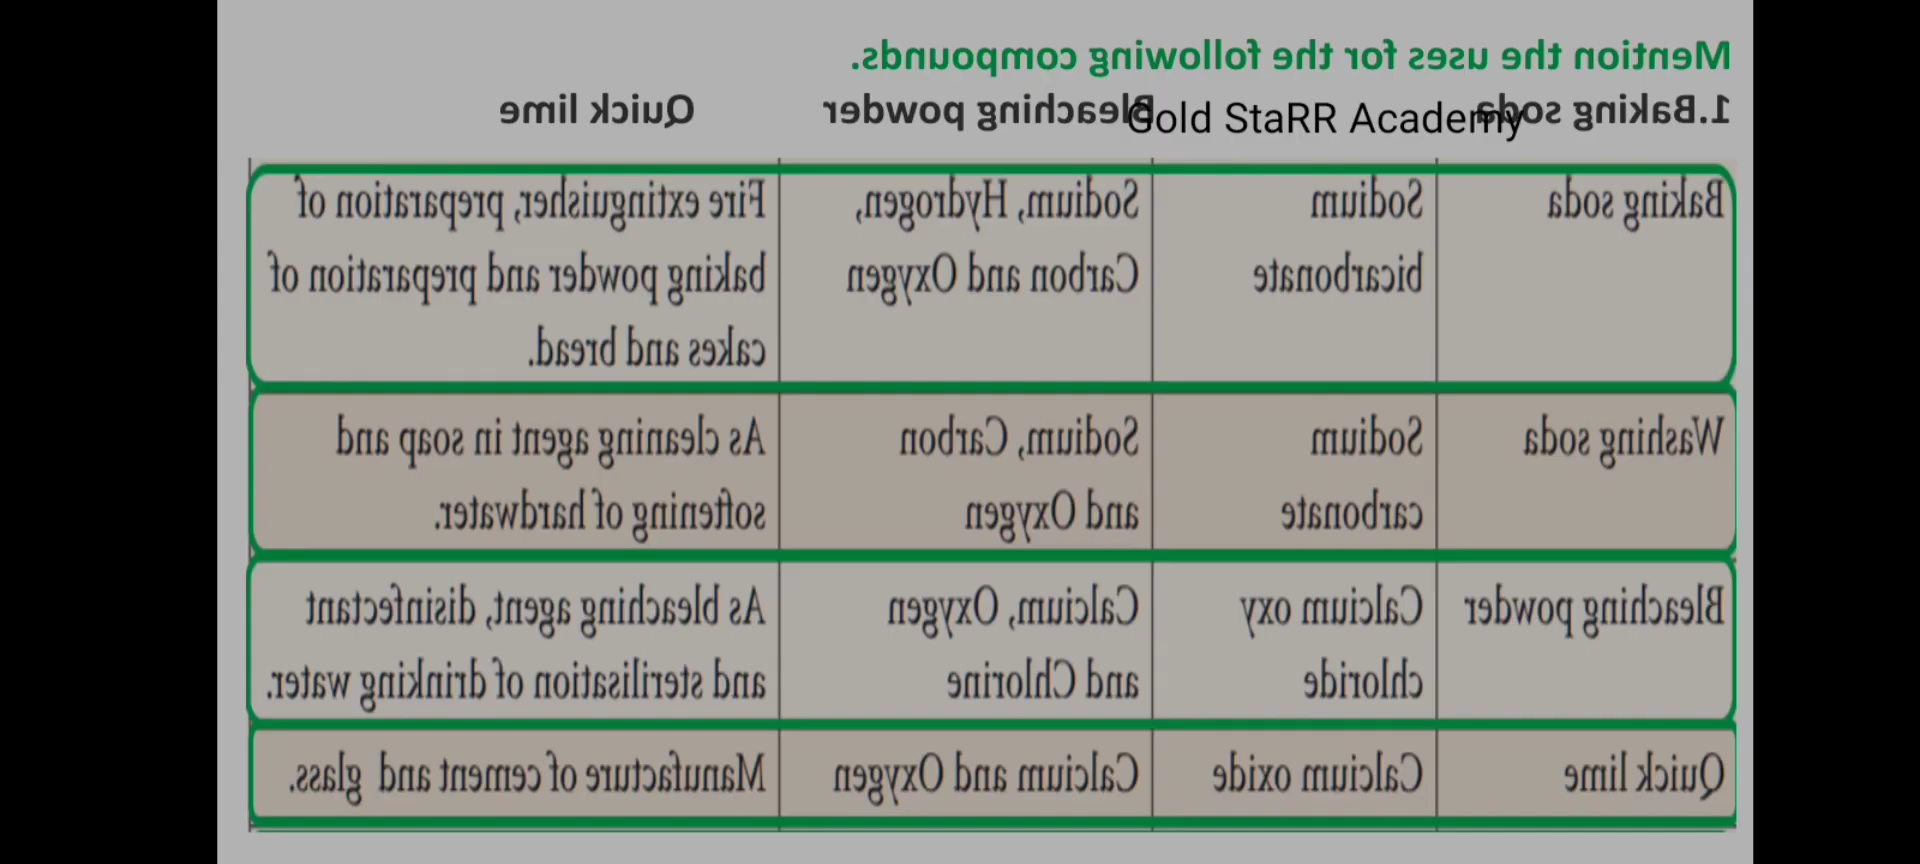 Mention the uses for the following compounds.
1.Baking soda Bleaching powder Quick lime
Gold StaRR Academy
Baking soda Sodium Sodium, Hydrogen, Fire extinguisher, preparation of
bicarbonate Carbon and Oxygen baking powder and preparation of
cakes and bread.
Washing soda Sodium Sodium, Carbon As cleaning agent in soap and
carbonate and Oxygen softening of hardwater.
Bleaching powder Calcium oxy Calcium, Oxygen As bleaching agent, disinfectant
chloride and Chlorine and sterilisation of drinking water.
Quick lime Calcium oxide Calcium and Oxygen Manufacture of cement and glass.